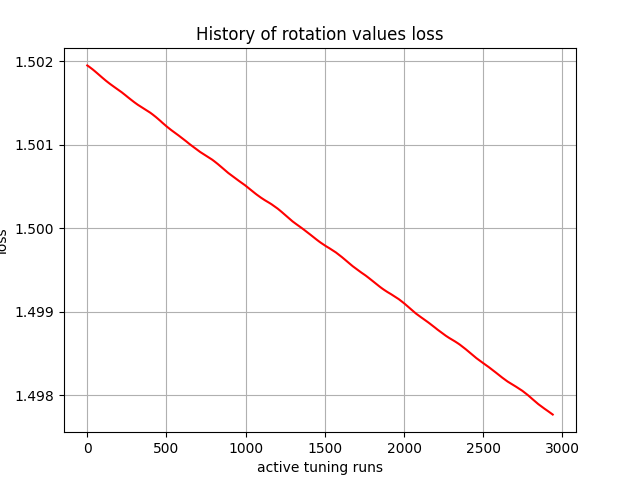 History of rotation values loss
1.502
1.501
1.500
1.499
1.498
loss
0 500 1000 1500 2000 2500 3000
active tuning runs